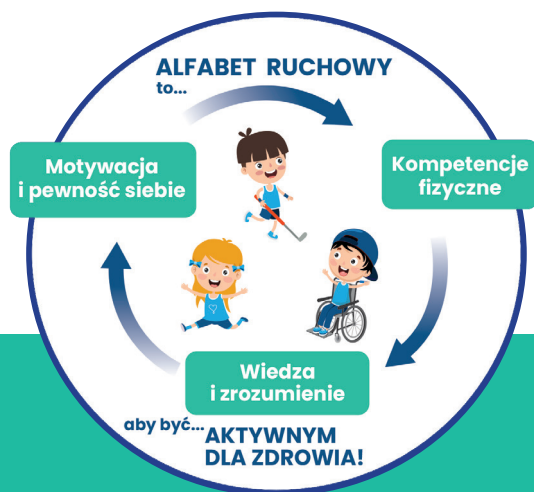 ALFABET RUCHOWY
to...
Motywacja
i pewność siebie
Kompetencje
fizyczne
Wiedza
i zrozumienie
aby być...
AKTYWNYM
DLA ZDROWIA!